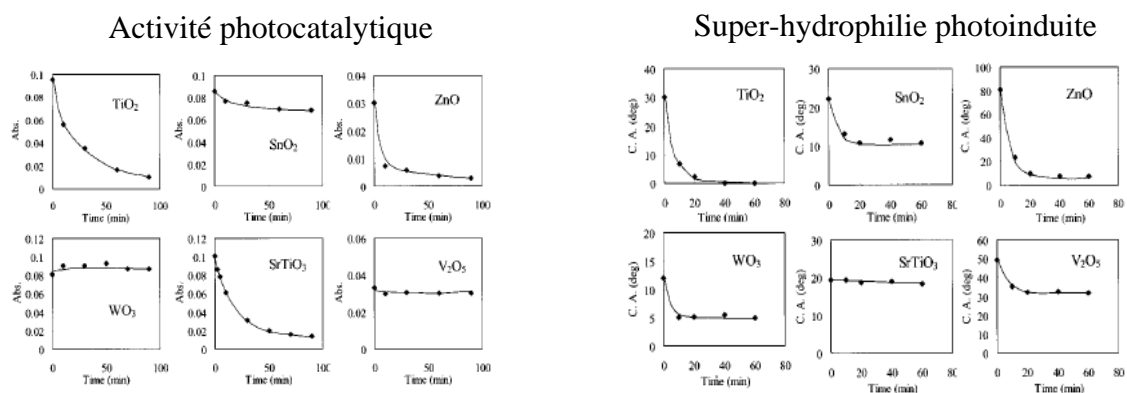 Activité photocatalytique
Super-hydrophilie photoinduite
0.1
0.08
0.06
0.04
0.02
0
Abs.
TiO2
0 50 100
Time (min)
0.1
0.08
0.06
0.04
0.02
0
Abs.
SnO2
0 50 100
Time (min)
0.04
0.03
0.02
0.01
0
Abs.
ZnO
0 50 100
Time (min)
0.12
0.1
0.08
0.06
0.04
0.02
0
Abs.
WO3
0 50 100
Time (min)
0.12
0.1
0.08
0.06
0.04
0.02
0
Abs.
SrTiO3
0 50 100
Time (min)
0.06
0.05
0.04
0.03
0.02
0.01
0
Abs.
V2O5
0 50 100
Time (min)
40
30
20
10
0
C. A. (deg)
TiO2
0 20 40 60 80
Time (min)
30
20
10
0
C. A. (deg)
SnO2
0 20 40 60 80
Time (min)
100
80
60
40
20
0
C. A. (deg)
ZnO
0 20 40 60 80
Time (min)
20
15
10
5
0
C. A. (deg)
WO3
0 20 40 60 80
Time (min)
30
20
10
0
C. A. (deg)
SrTiO3
0 20 40 60 80
Time (min)
60
50
40
30
20
10
0
C. A. (deg)
V2O5
0 20 40 60 80
Time (min)